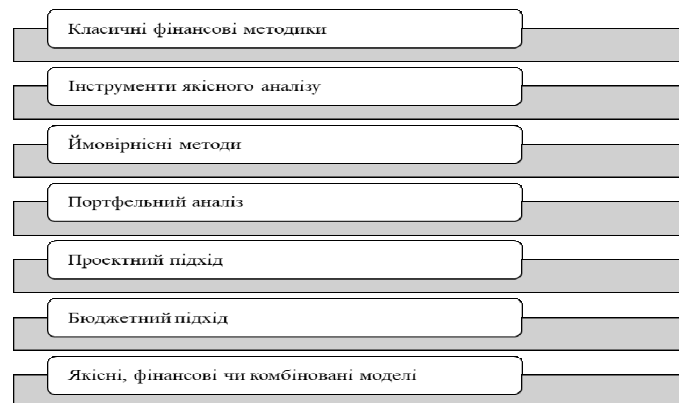 Класичні фінансові методики
Інструменти якісного аналізу
Ймовірнісні методи
Портфельний аналіз
Проектний підхід
Бюджетний підхід
Якісні, фінансові чи комбіновані моделі